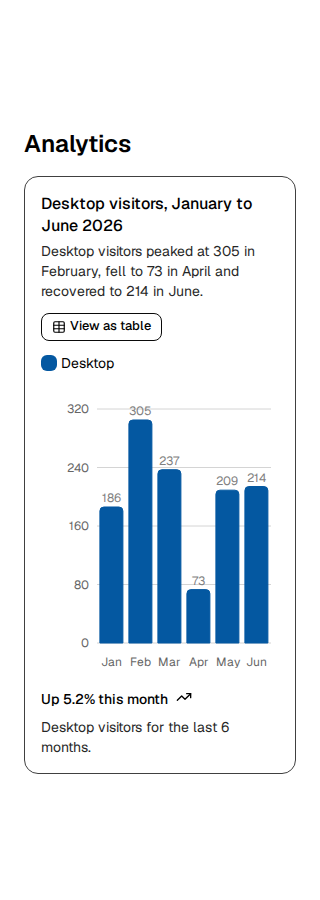 Analytics
Desktop visitors, January to
June 2026
Desktop visitors peaked at 305 in
February, fell to 73 in April and
recovered to 214 in June.
View as table
Desktop
320
240
160
80
0
186
305
237
73
209
214
Jan Feb Mar Apr May Jun
Up 5.2% this month
Desktop visitors for the last 6
months.